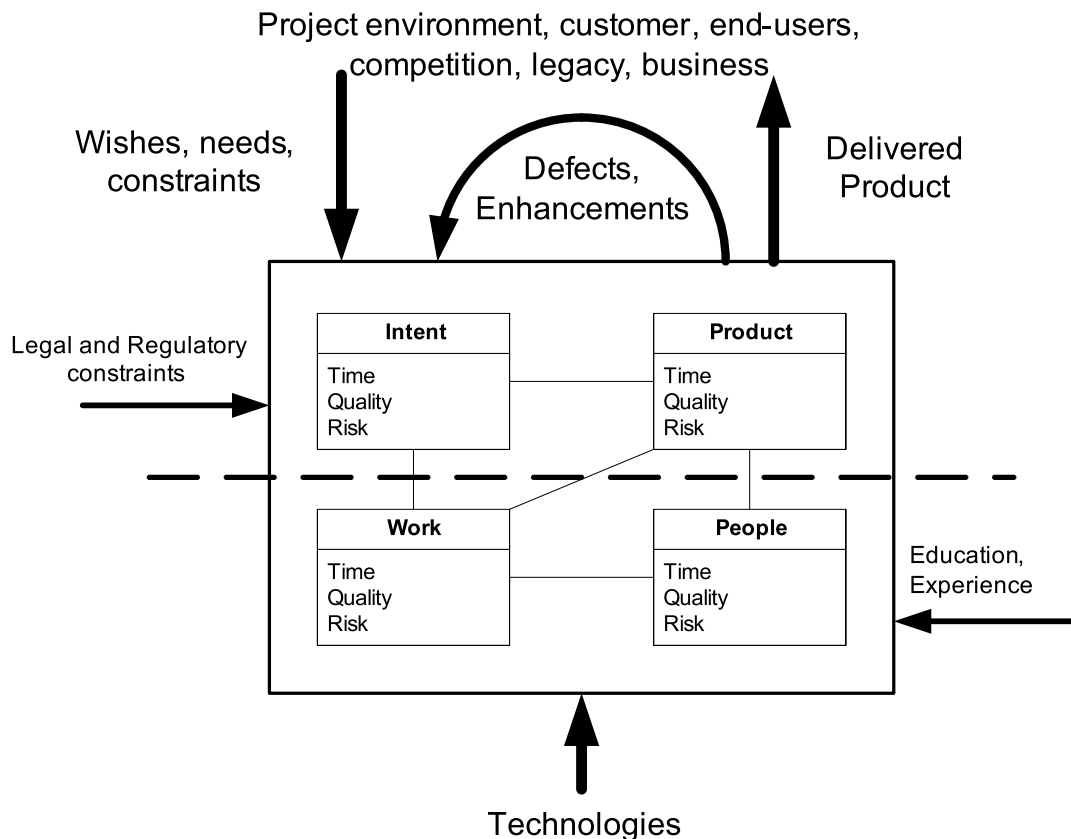 Project environment, customer, end-users,
competition, legacy, business
Wishes, needs,
constraints
Defects,
Enhancements
Delivered
Product
Legal and Regulatory
constraints
Intent
Time
Quality
Risk
Product
Time
Quality
Risk
Work
Time
Quality
Risk
People
Time
Quality
Risk
Education,
Experience
Technologies